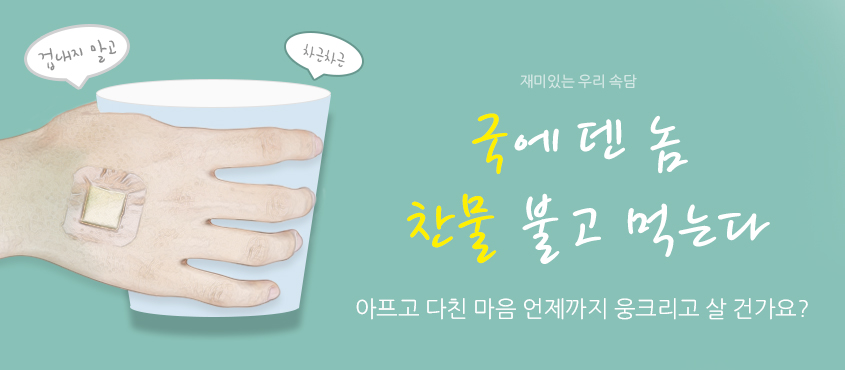 겁내지 말고
차근차근
재미있는 우리 속담
국에 덴 놈
찬물 불고 먹는다
아프고 다친 마음 언제까지 웅크리고 살 건가요?